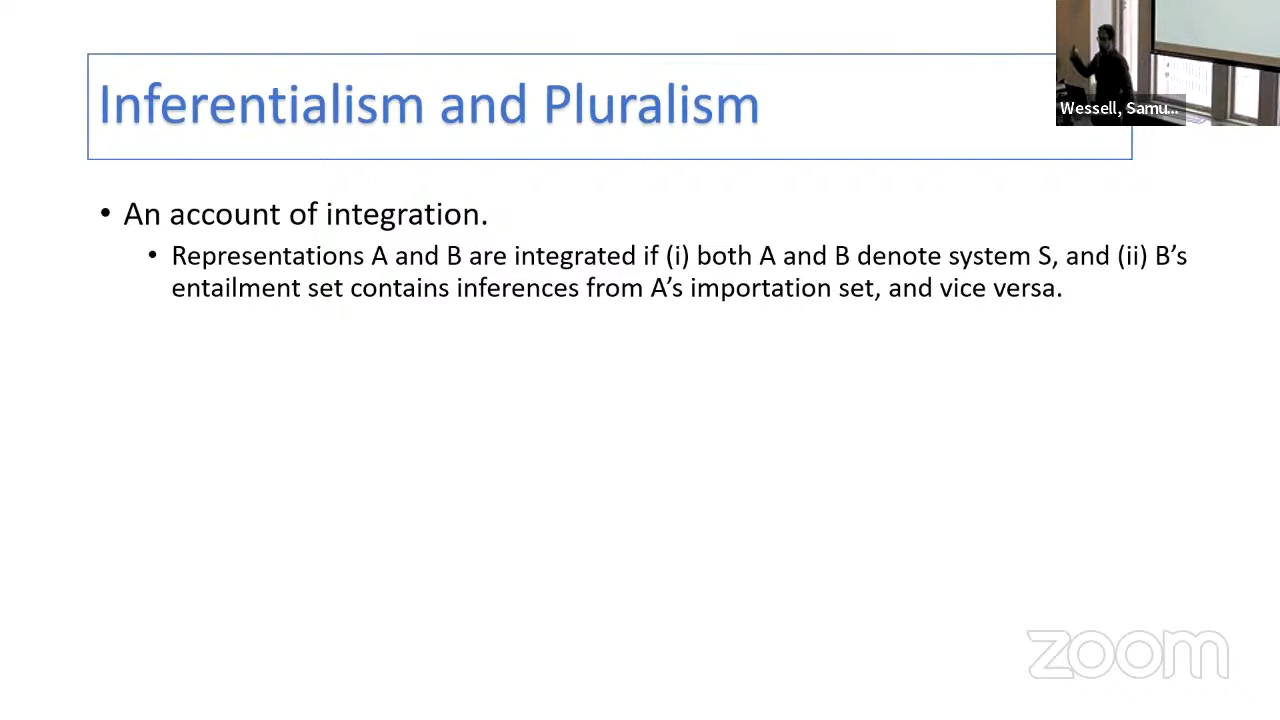 Inferentialism and Pluralism
Wessell, Samu...
• An account of integration.
• Representations A and B are integrated if (i) both A and B denote system S, and (ii) B’s
entailment set contains inferences from A’s importation set, and vice versa.
zoom